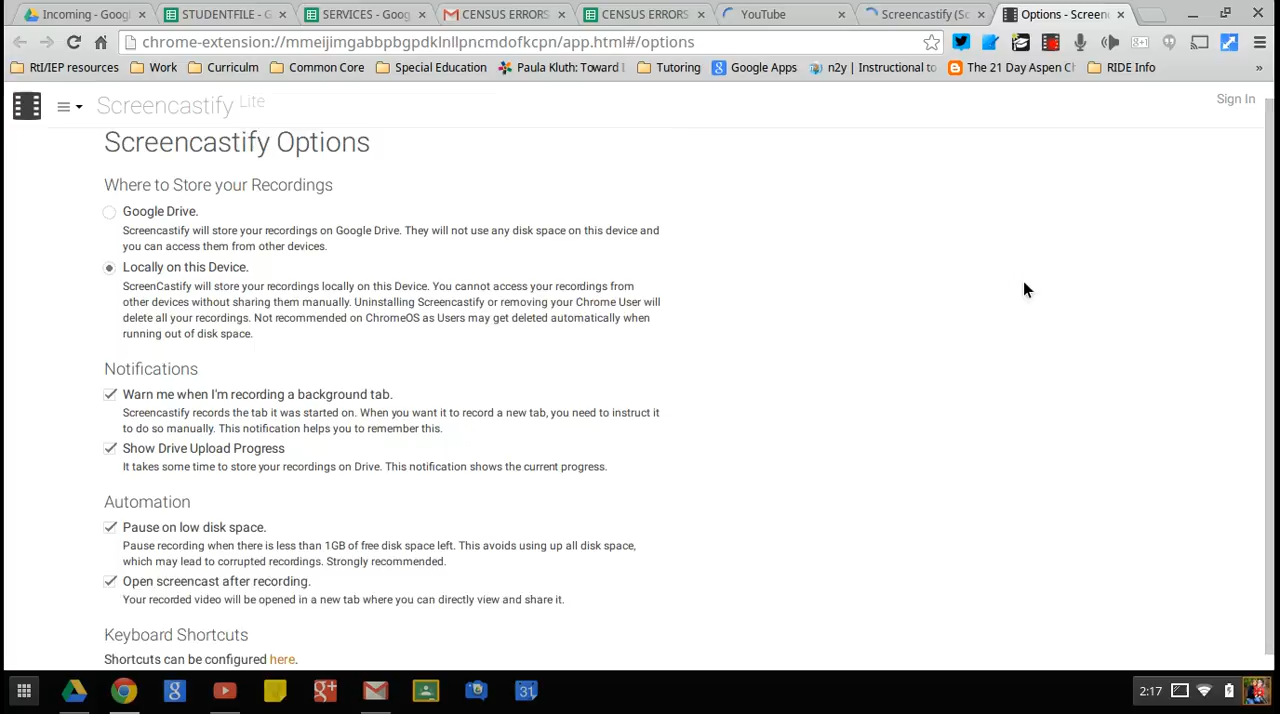 Incoming - Googl
STUDENTFILE - G
SERVICES - Goog
CENSUS ERRORS
CENSUS ERRORS
YouTube
Screencastify (Sc
Options - Screen
chrome-extension://mmeijimgabbpbgpdklnllpncmdofkcpn/app.html#/options
RtI/IEP resources
Work
Curriculm
Common Core
Special Education
Paula Kluth: Toward I
Tutoring
Google Apps
n2y | Instructional to
The 21 Day Aspen Ch
RIDE Info
»
Screencastify Lite
Sign In
Screencastify Options
Where to Store your Recordings
Google Drive.
Screencastify will store your recordings on Google Drive. They will not use any disk space on this device and
you can access them from other devices.
Locally on this Device.
ScreenCastify will store your recordings locally on this Device. You cannot access your recordings from
other devices without sharing them manually. Uninstalling Screencastify or removing your Chrome User will
delete all your recordings. Not recommended on ChromeOS as Users may get deleted automatically when
running out of disk space.
Notifications
Warn me when I'm recording a background tab.
Screencastify records the tab it was started on. When you want it to record a new tab, you need to instruct it
to do so manually. This notification helps you to remember this.
Show Drive Upload Progress
It takes some time to store your recordings on Drive. This notification shows the current progress.
Automation
Pause on low disk space.
Pause recording when there is less than 1GB of free disk space left. This avoids using up all disk space,
which may lead to corrupted recordings. Strongly recommended.
Open screencast after recording.
Your recorded video will be opened in a new tab where you can directly view and share it.
Keyboard Shortcuts
Shortcuts can be configured here.
8
g+
31
2:17